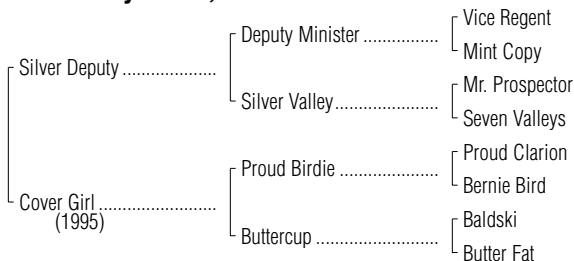 Vice Regent
Deputy Minister ..................
Mint Copy
Silver Deputy ......................
Mr. Prospector
Silver Valley.........................
Seven Valleys
Proud Clarion
Proud Birdie ........................
Bernie Bird
Cover Girl ...........................
(1995)
Baldski
Buttercup .............................
Butter Fat